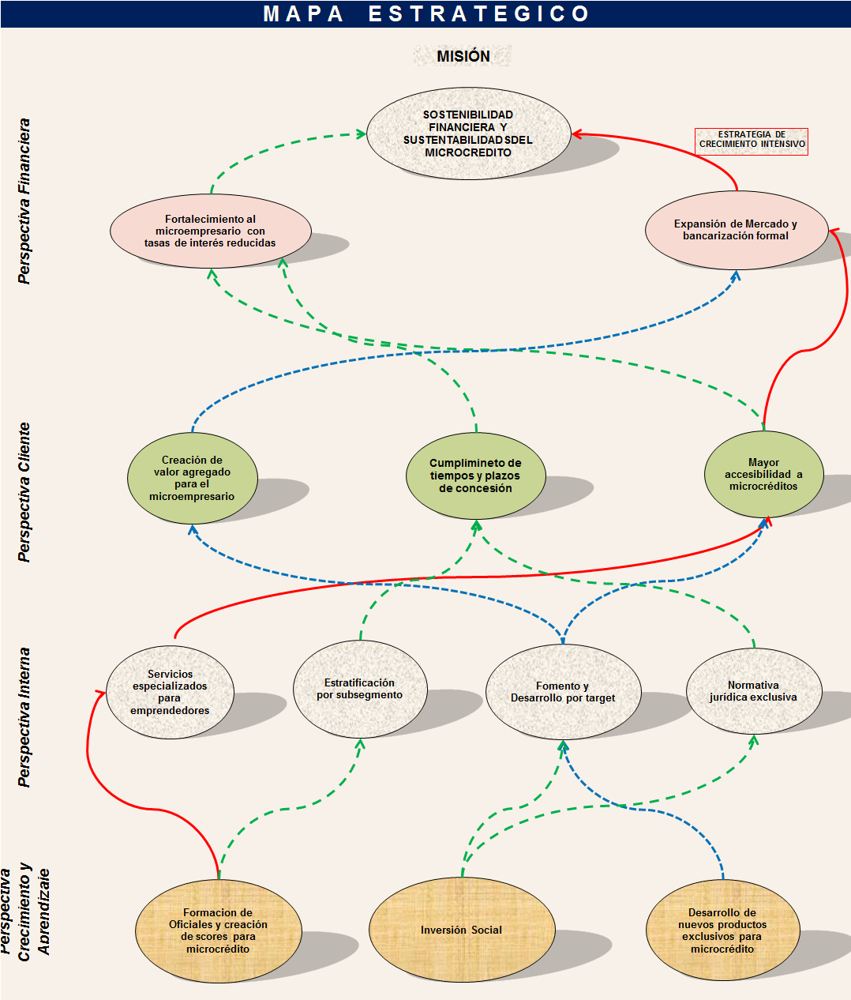 MAPA ESTRATEGICO
MISIÓN
SOSTENIBILIDAD
FINANCIERA Y
SUSTENTABILIDADSDEL
MICROCREDITO
ESTRATEGIA DE
CRECIMIENTO INTENSIVO
Perspectiva Financiera
Fortalecimiento al
microempresario con
tasas de interés reducidas
Expansión de Mercado y
bancarización formal
Perspectiva Cliente
Creación de
valor agregado
para el
microempresario
Cumplimineto de
tiempos y plazos
de concesión
Mayor
accesibilidad a
microcréditos
Perspectiva Interna
Servicios
especializados
para
emprendedores
Estratificación
por subsegmento
Fomento y
Desarrollo por target
Normativa
jurídica exclusiva
Perspectiva
Crecimiento y
Aprendizaje
Formacion de
Oficiales y creación
de scores para
microcrédito
Inversión Social
Desarrollo de
nuevos productos
exclusivos para
microcrédito